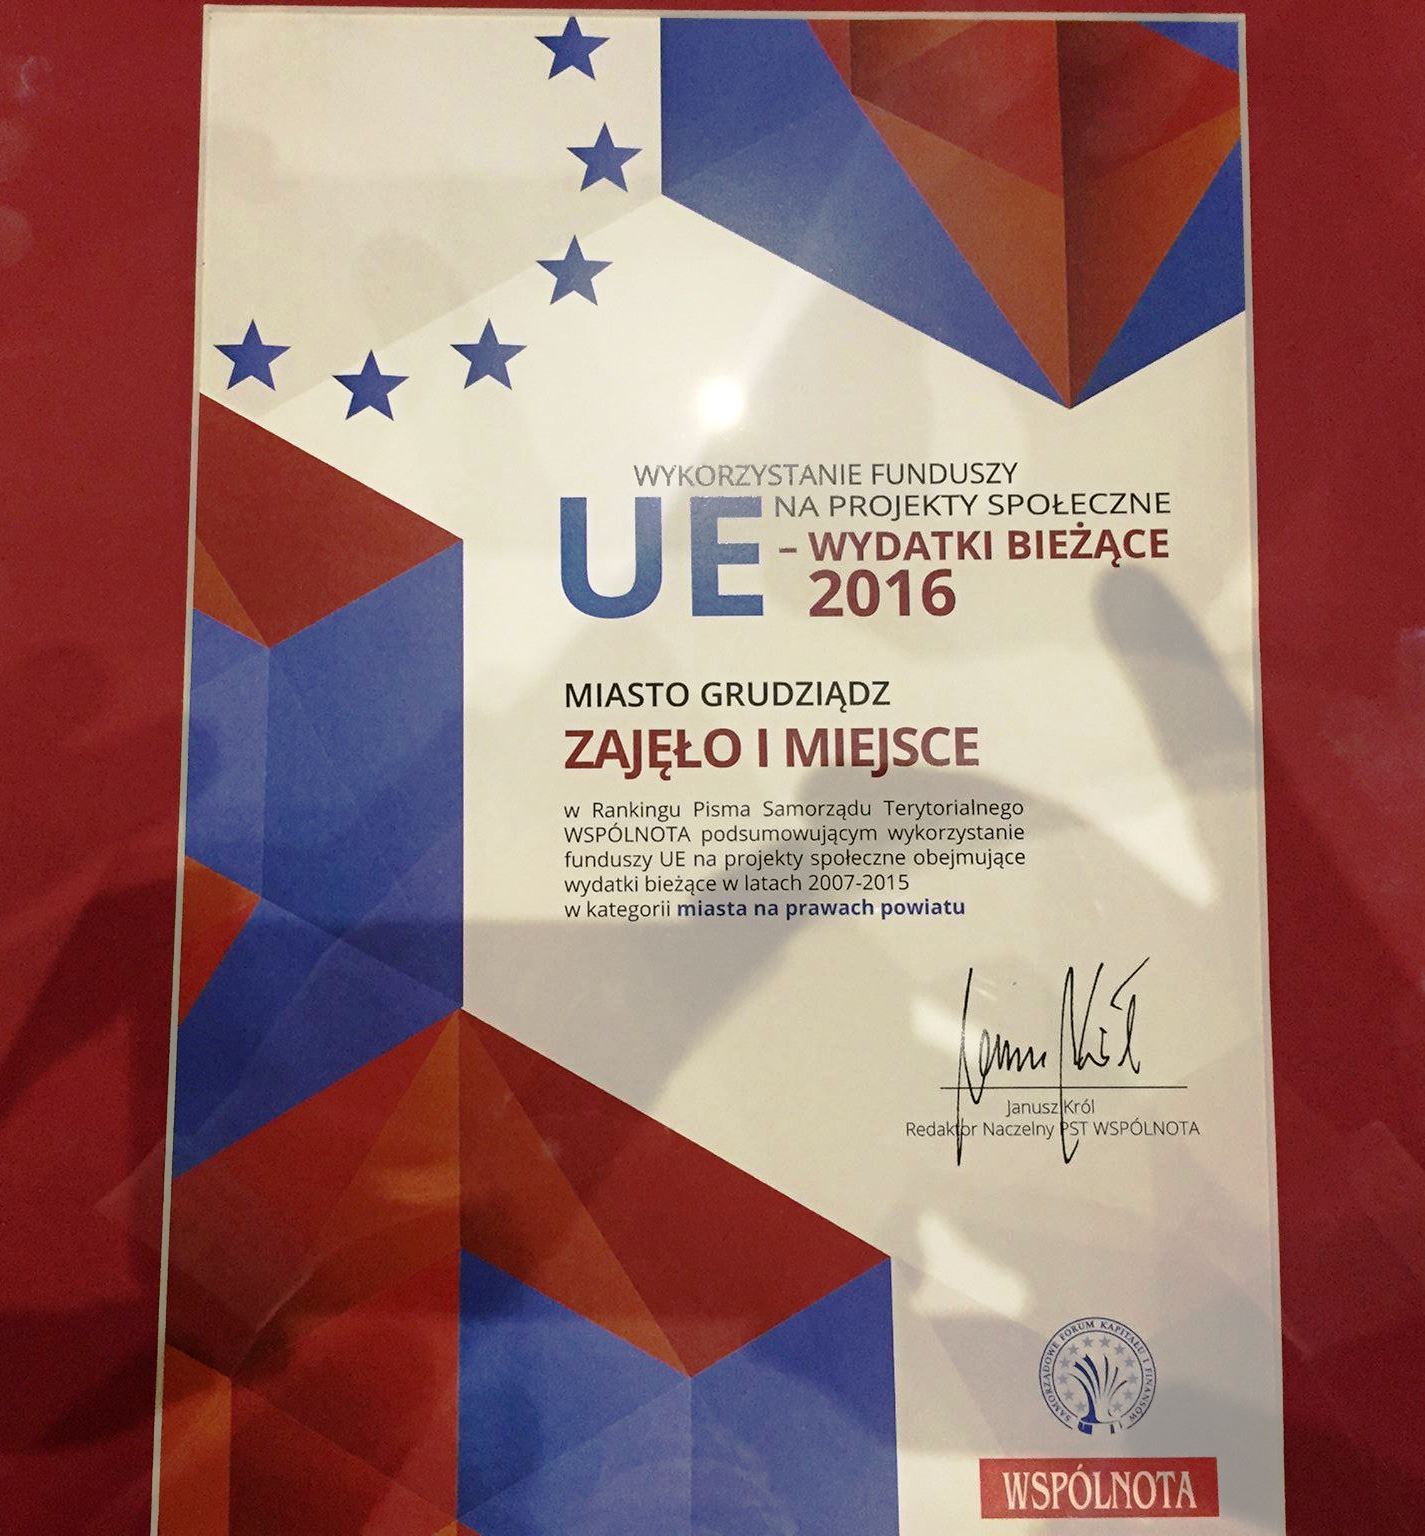 WYKORZYSTANIE FUNDUSZY
UE NA PROJEKTY SPOŁECZNE
– WYDATKI BIEŻĄCE
2016
MIASTO GRUDZIĄDZ
ZAJĘŁO I MIEJSCE
w Rankingu Pisma Samorządu Terytorialnego
WSPÓLNOTA podsumowującym wykorzystanie
funduszy UE na projekty społeczne obejmujące
wydatki bieżące w latach 2007-2015
w kategorii miasta na prawach powiatu
Janusz Król
Janusz Król
Redaktor Naczelny PST WSPÓLNOTA
SAMORZĄDOWE FORUM KAPITAŁU I FINANSÓW
WSPÓLNOTA